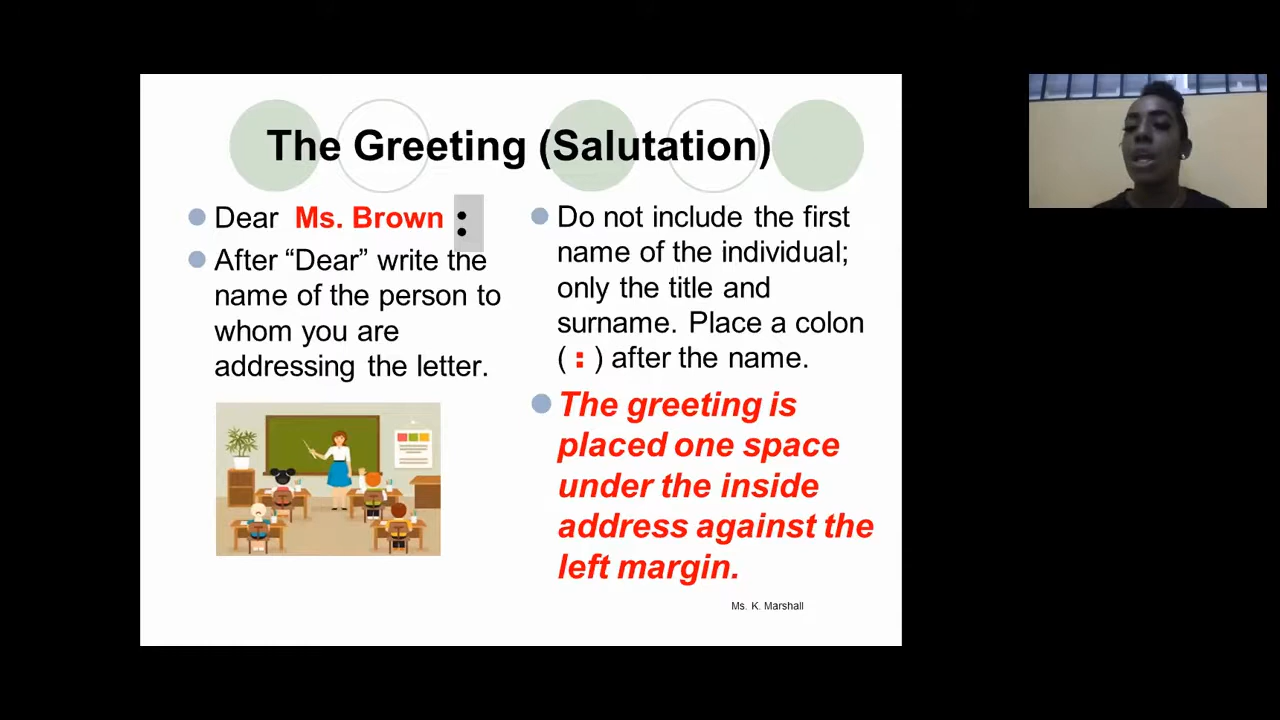 The Greeting (Salutation)
Dear Ms. Brown :
After “Dear” write the
name of the person to
whom you are
addressing the letter.
Do not include the first
name of the individual;
only the title and
surname. Place a colon
( : ) after the name.
The greeting is
placed one space
under the inside
address against the
left margin.
Ms. K. Marshall